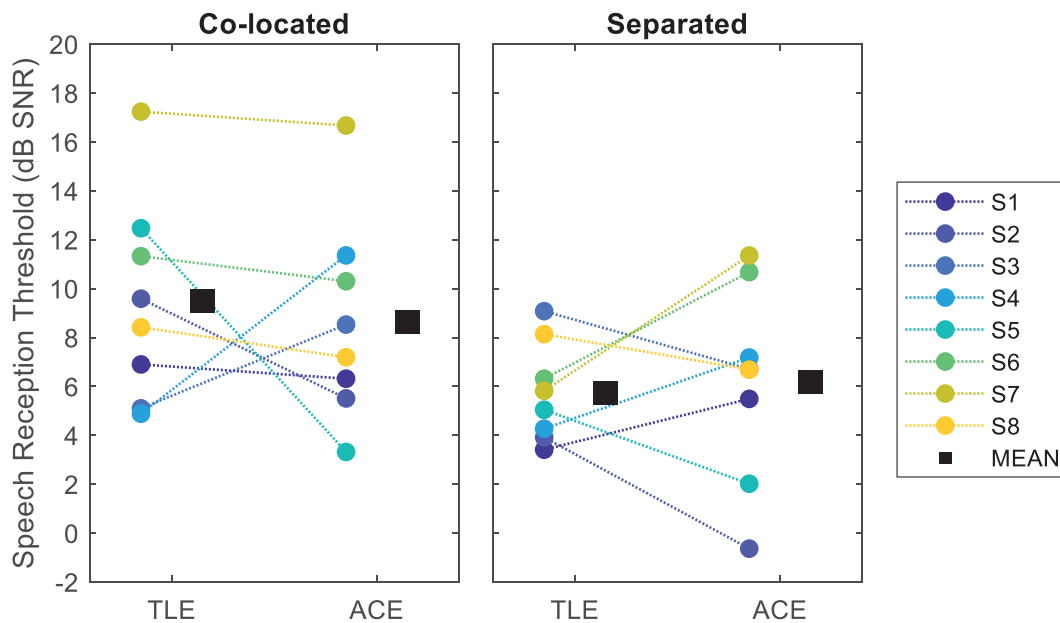 Co-located
Separated
Speech Reception Threshold (dB SNR)
20
18
16
14
12
10
8
6
4
2
0
-2
TLE
ACE
TLE
ACE
S1
S2
S3
S4
S5
S6
S7
S8
MEAN